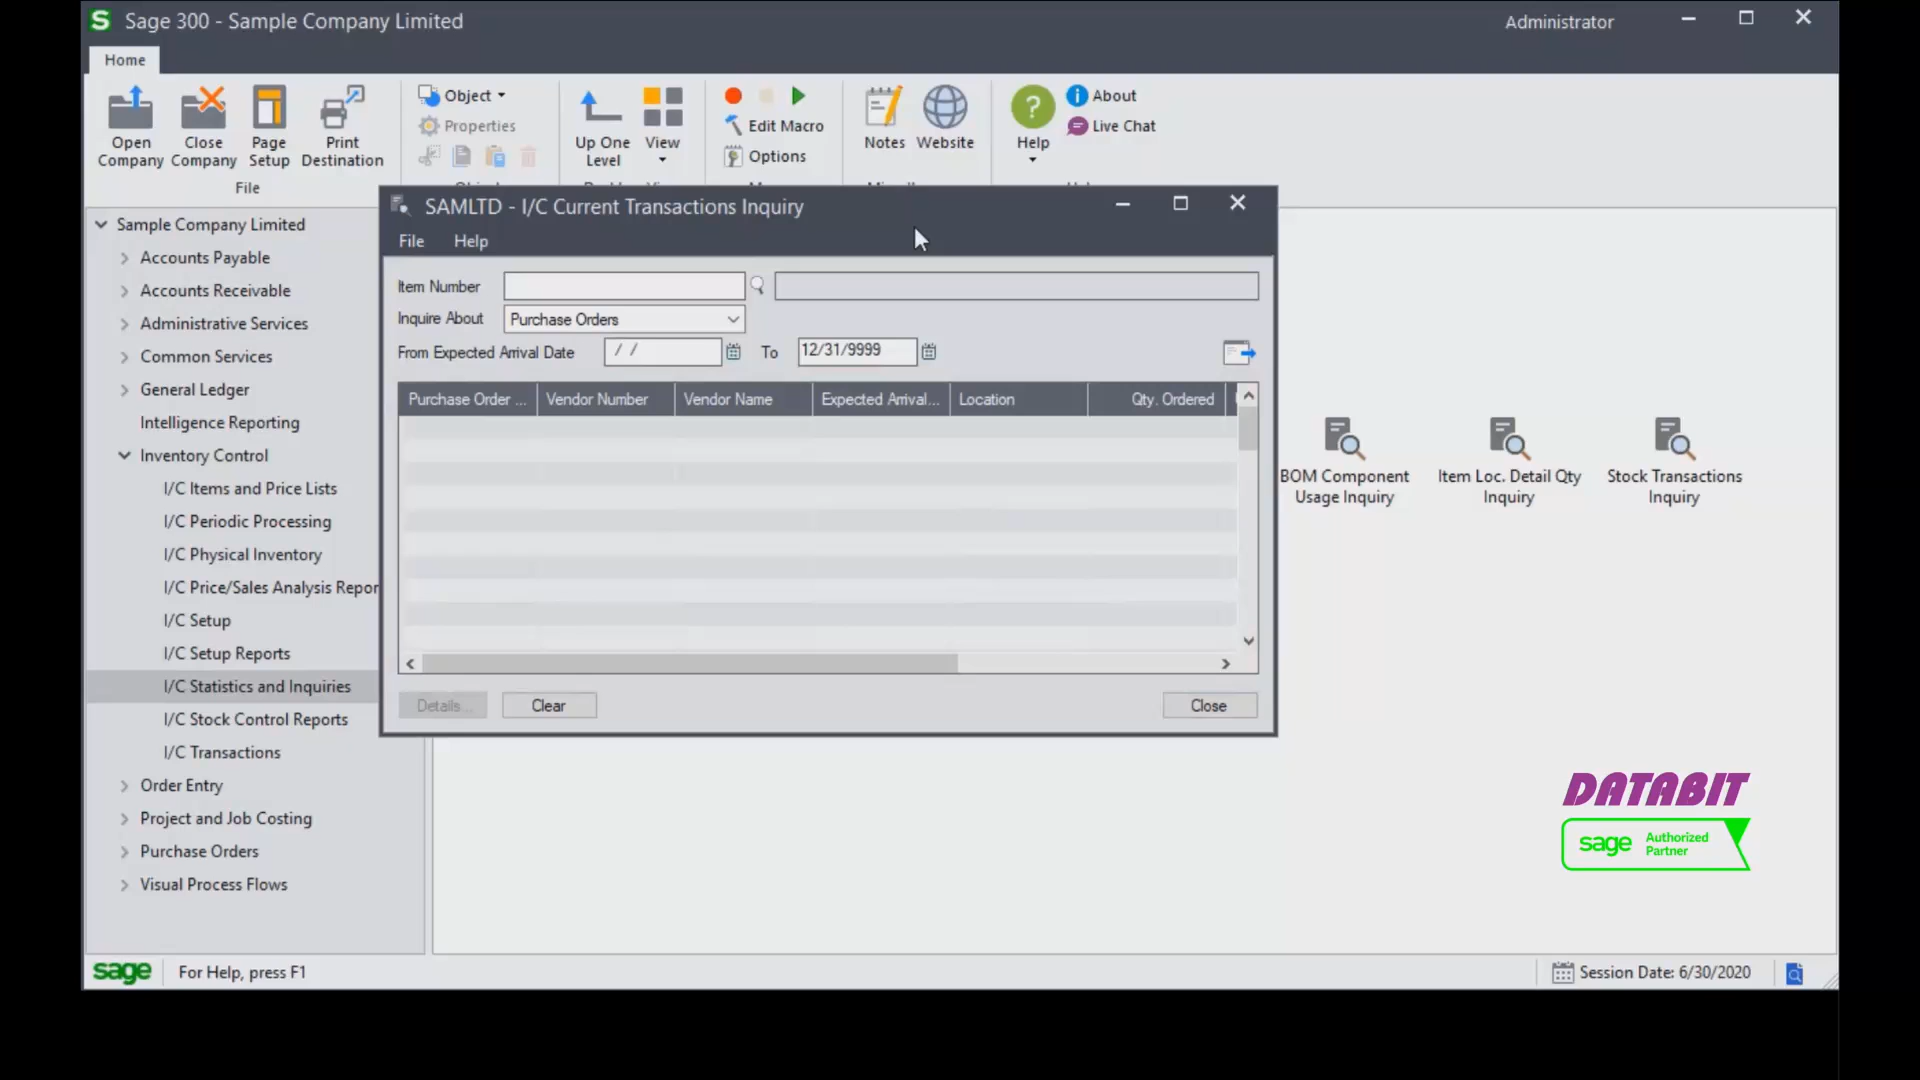 Sage 300 - Sample Company Limited
Administrator
Home
Open Company
Close Company
Page Setup
Print Destination
File
Object
Properties
Up One Level
View
Edit Macro
Options
Notes
Website
Help
About
Live Chat
Sample Company Limited
Accounts Payable
Accounts Receivable
Administrative Services
Common Services
General Ledger
Intelligence Reporting
Inventory Control
I/C Items and Price Lists
I/C Periodic Processing
I/C Physical Inventory
I/C Price/Sales Analysis Repor
I/C Setup
I/C Setup Reports
I/C Statistics and Inquiries
I/C Stock Control Reports
I/C Transactions
Order Entry
Project and Job Costing
Purchase Orders
Visual Process Flows
SAMLTD - I/C Current Transactions Inquiry
File Help
Item Number
Inquire About Purchase Orders
From Expected Arrival Date / / To 12/31/9999
Purchase Order ... Vendor Number Vendor Name Expected Arrival... Location Qty. Ordered
Details... Clear Close
BOM Component Usage Inquiry
Item Loc. Detail Qty Inquiry
Stock Transactions Inquiry
DATABIT
sage Authorized Partner
sage For Help, press F1
Session Date: 6/30/2020